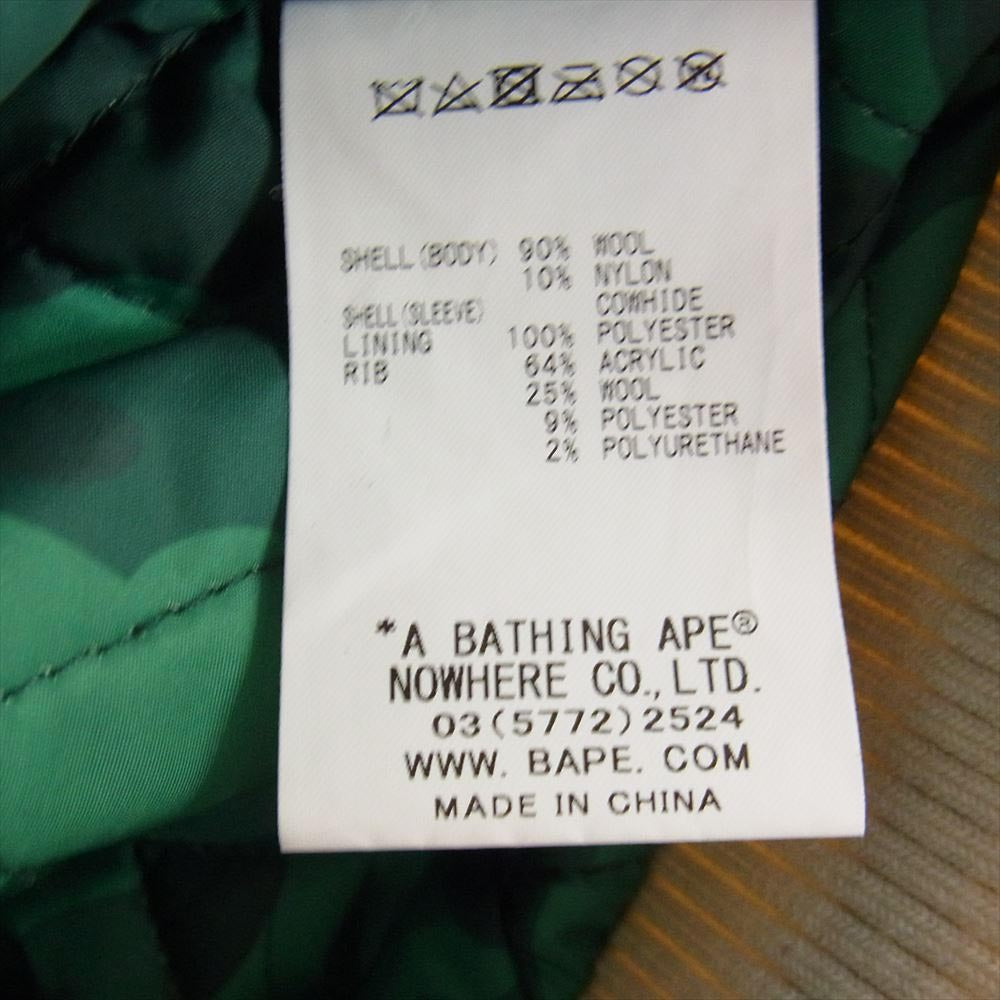 SHELL(BODY) 90% WOOL
10% NYLON
SHELL(SLEEVE) COWHIDE
LINING 100% POLYESTER
RIB 64% ACRYLIC
25% WOOL
9% POLYESTER
2% POLYURETHANE
*A BATHING APE®
NOWHERE CO.,LTD.
03(5772)2524
WWW. BAPE. COM
MADE IN CHINA